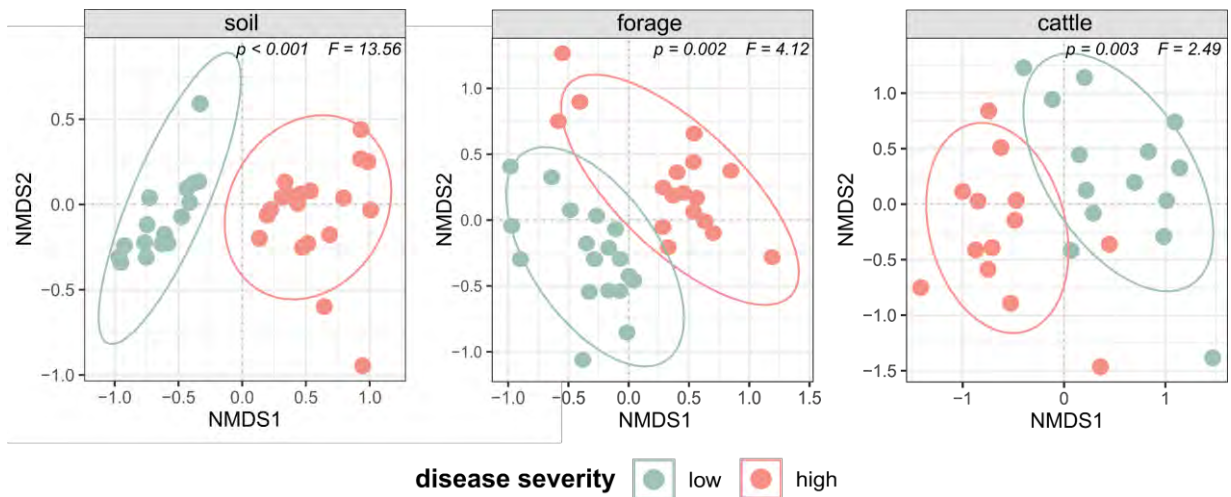 soil
p < 0.001 F = 13.56
NMDS2
0.5
0.0
−0.5
−1.0
−1.0 −0.5 0.0 0.5 1.0
NMDS1
forage
p = 0.002 F = 4.12
NMDS2
1.0
0.5
0.0
−0.5
−1.0
−1.0 −0.5 0.0 0.5 1.0 1.5
NMDS1
cattle
p = 0.003 F = 2.49
NMDS2
1.0
0.5
0.0
−0.5
−1.0
−1.5
−1 0 1
NMDS1
disease severity low high